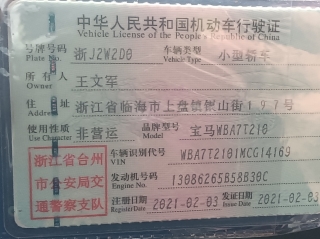 中华人民共和国机动车行驶证
Vehicle License of the People's Republic of China
号牌号码 浙J2W2D0 车辆类型 小型轿车
Plate No. Vehicle Type
所有人 王文军
Owner
住址 浙江省临海市上盘镇 山街197号
Address
使用性质 非营运 品牌型号 宝马WBA7T210
Use Character Model
浙江省台州
市公安局交
通警察支队
车辆识别代号 WBA7T2101MCG14169
VIN
发动机号码 13086265B58B30C
Engine No.
注册日期 2021-02-03 发证日期 2021-02-03
Register Date Issue Date